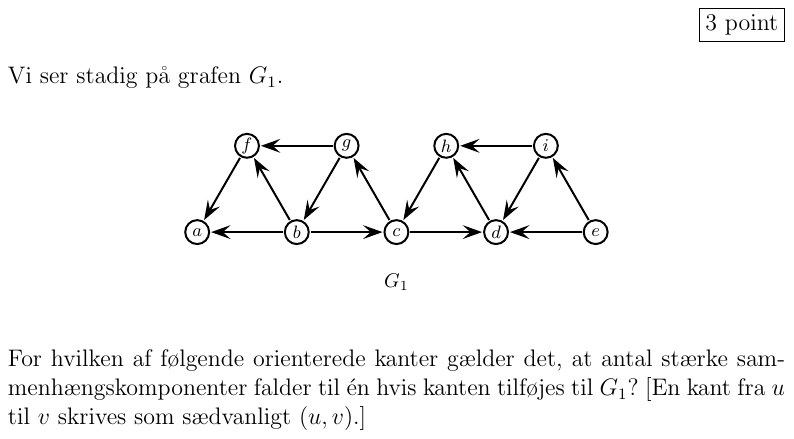 3 point
Vi ser stadig på grafen G₁.
f g h i
a b c d e
G₁
For hvilken af følgende orienterede kanter gælder det, at antal stærke sam-
menhængskomponenter falder til én hvis kanten tilføjes til G₁? [En kant fra u
til v skrives som sædvanligt (u, v).]